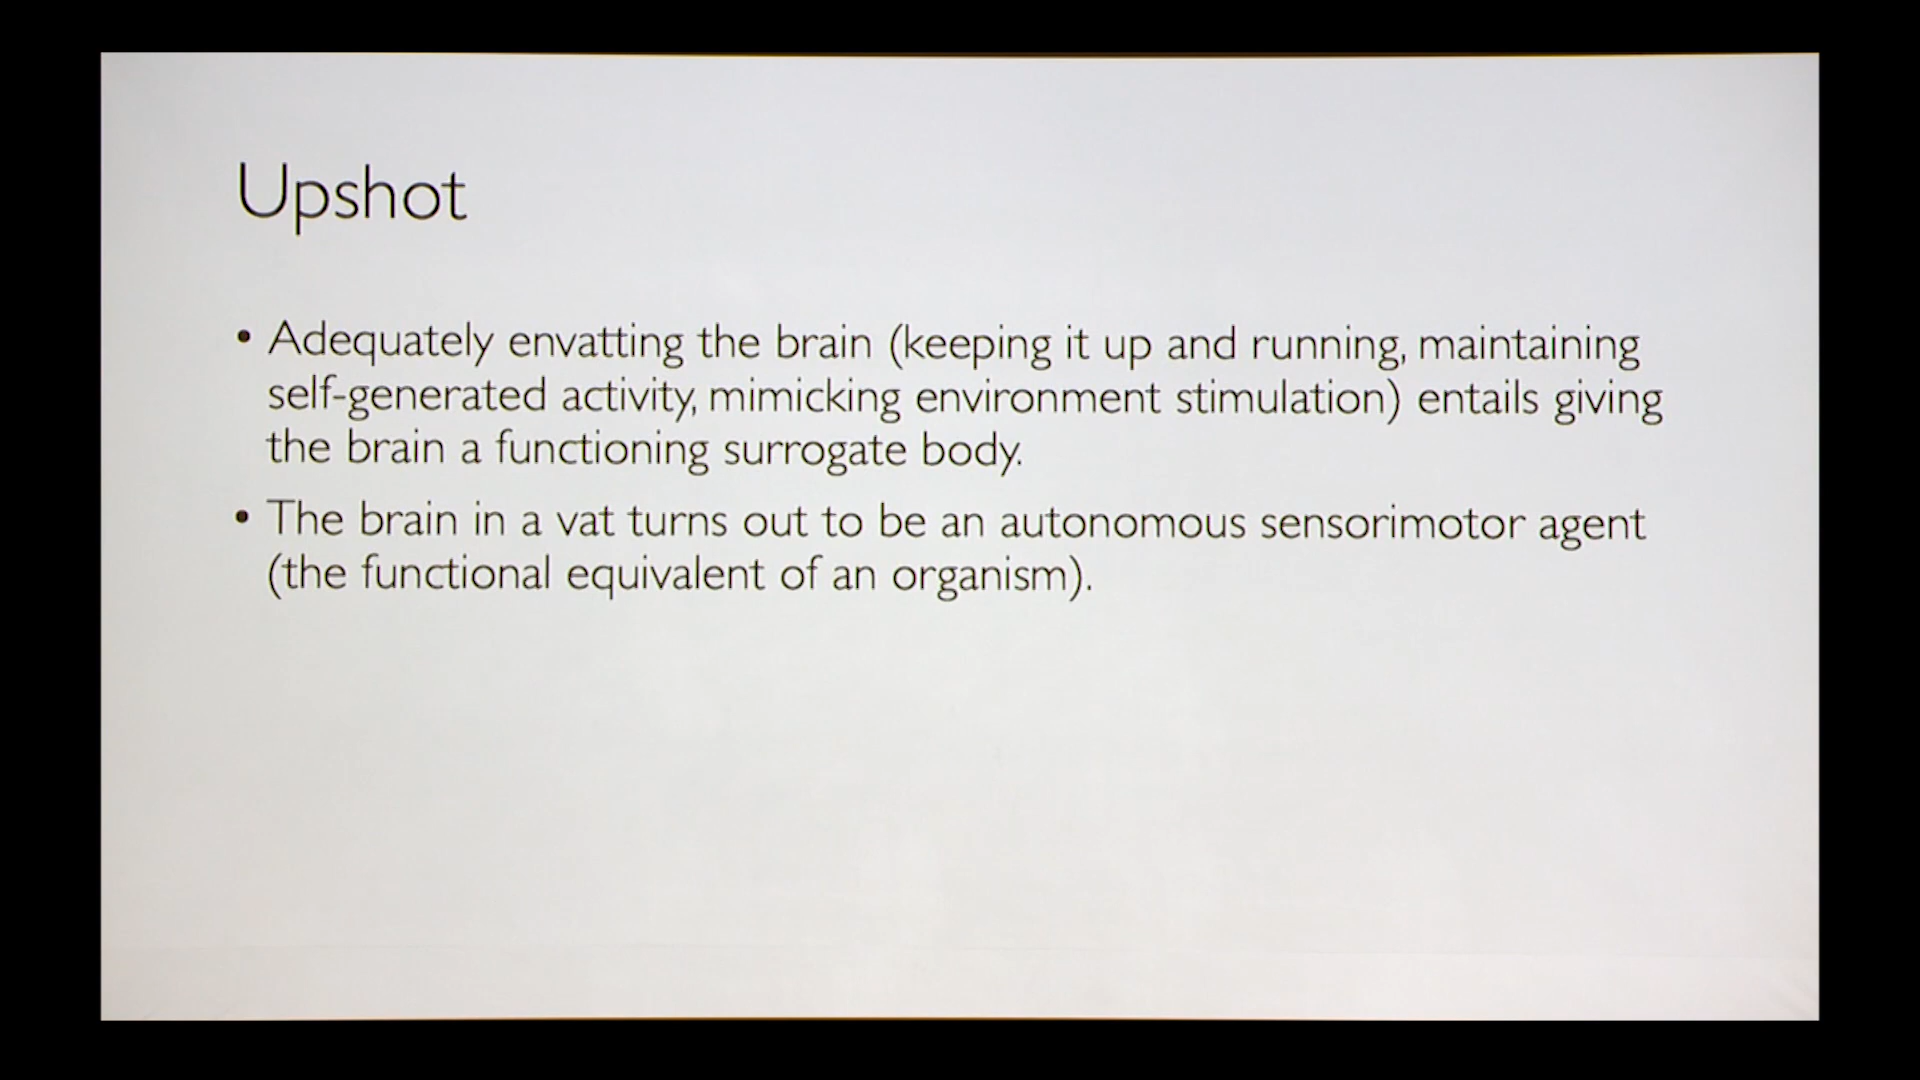 Upshot
• Adequately envatting the brain (keeping it up and running, maintaining
self-generated activity, mimicking environment stimulation) entails giving
the brain a functioning surrogate body.
• The brain in a vat turns out to be an autonomous sensorimotor agent
(the functional equivalent of an organism).